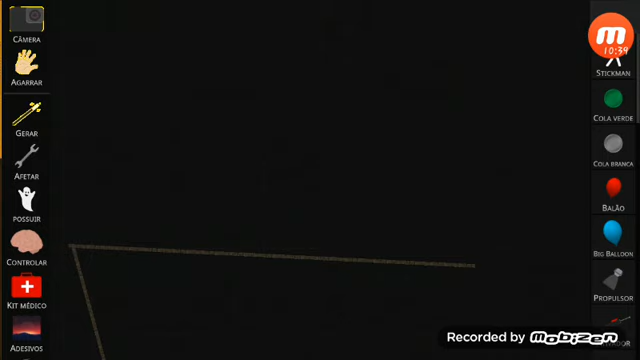 CÂMERA
AGARRAR
GERAR
AFETAR
POSSUIR
CONTROLAR
KIT MÉDICO
ADESIVOS
10:39
STICKMAN
COLA VERDE
COLA BRANCA
BALÃO
BIG BALLOON
PROPULSOR
Recorded by mobizen